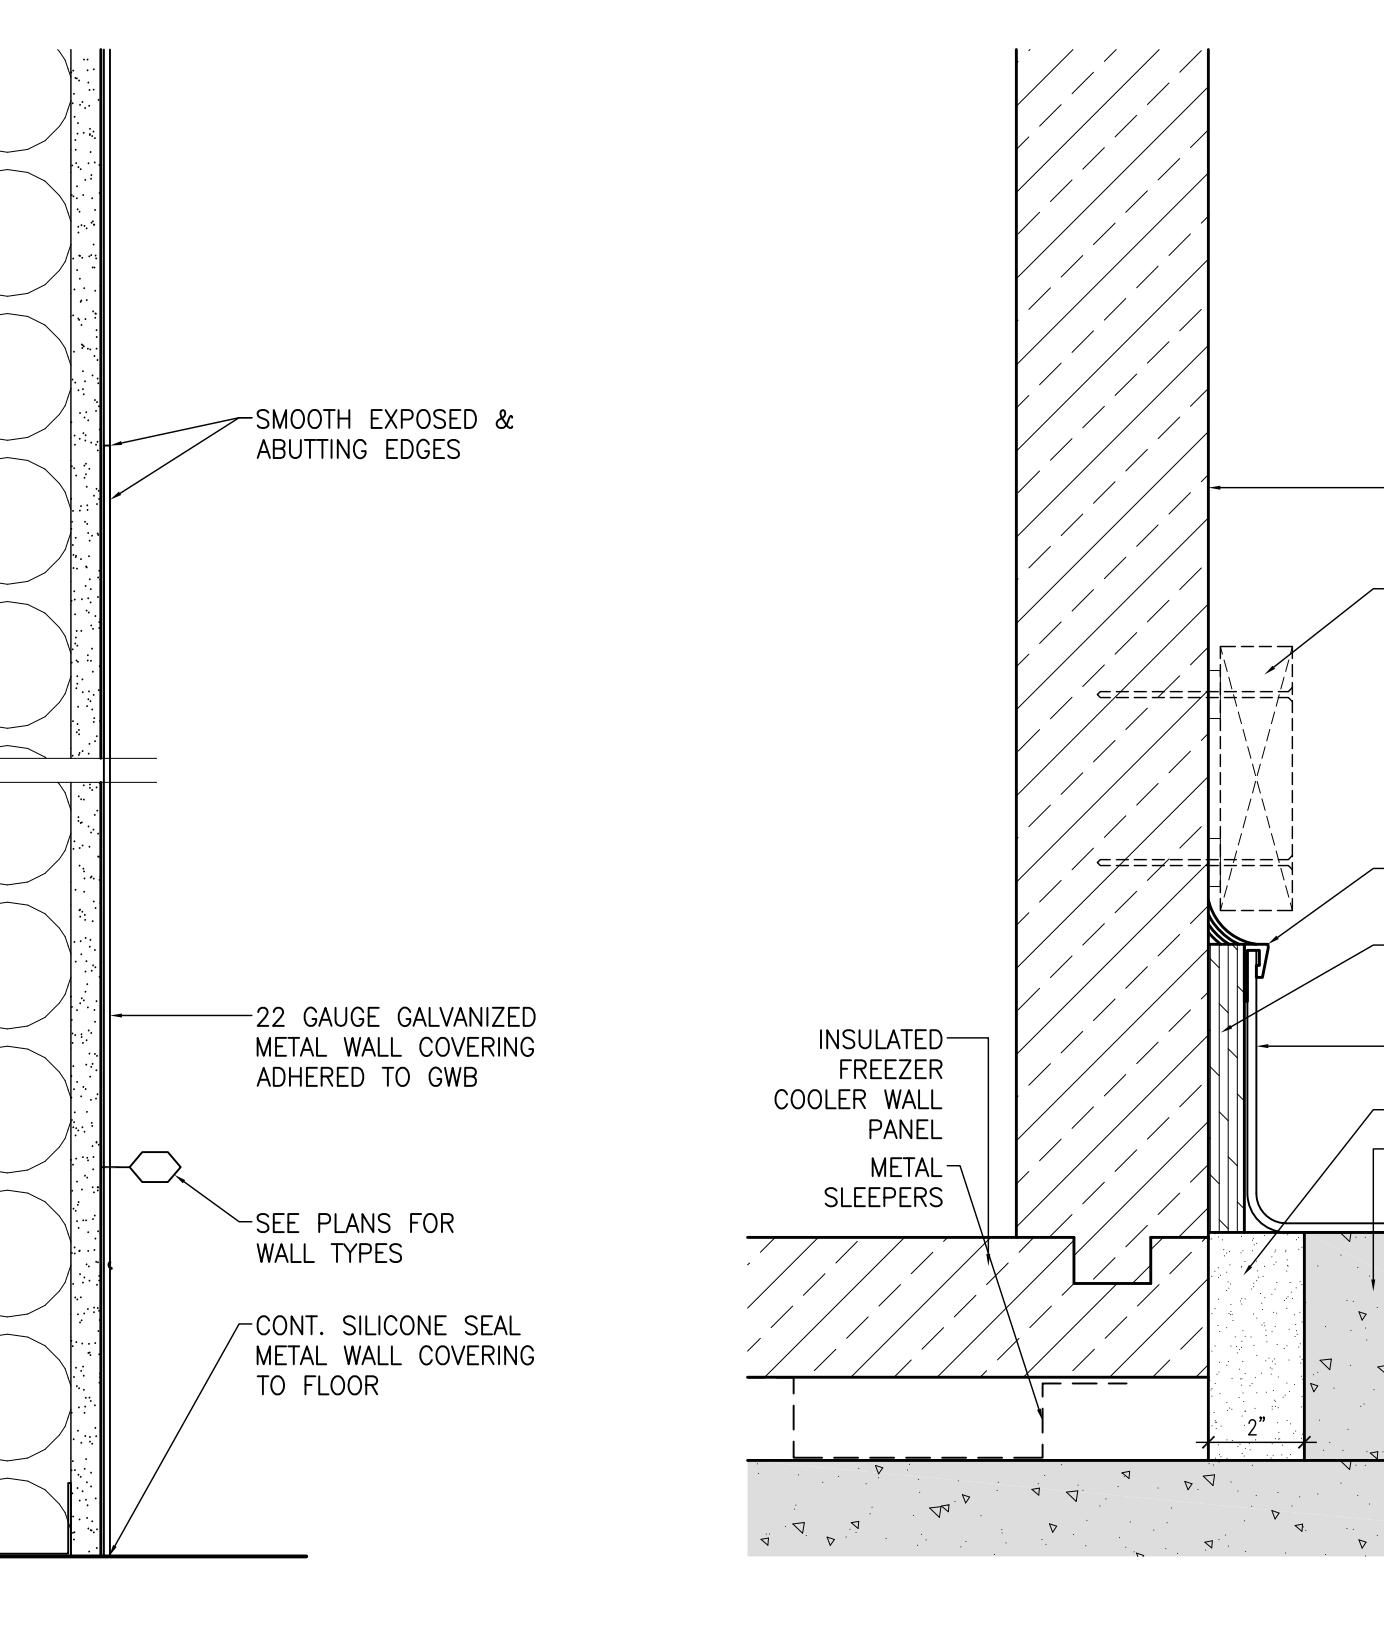 SMOOTH EXPOSED &
ABUTTING EDGES
22 GAUGE GALVANIZED
METAL WALL COVERING
ADHERED TO GWB
SEE PLANS FOR
WALL TYPES
CONT. SILICONE SEAL
METAL WALL COVERING
TO FLOOR
INSULATED
FREEZER
COOLER WALL
PANEL
METAL
SLEEPERS
2"